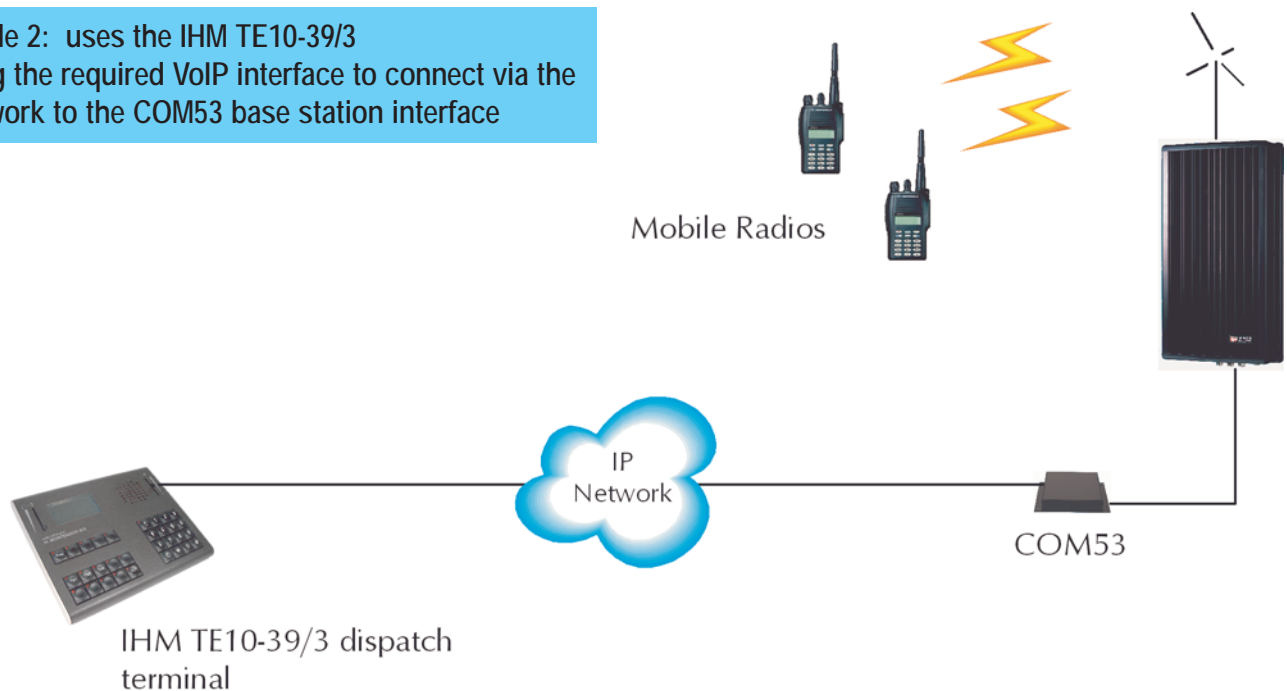 le 2: uses the IHM TE10-39/3
g the required VoIP interface to connect via the
work to the COM53 base station interface
Mobile Radios
IP
Network
COM53
IHM TE10-39/3 dispatch
terminal